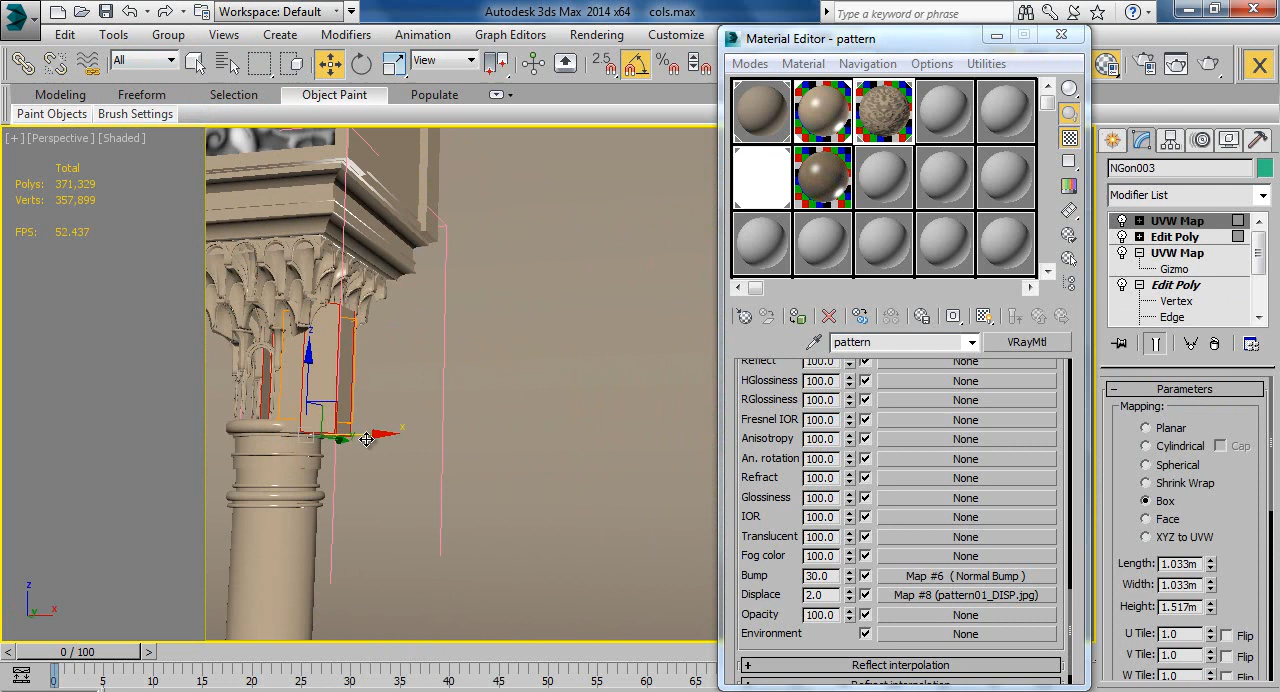 Workspace: Default
Autodesk 3ds Max 2014 x64 cols.max
Type a keyword or phrase
Edit Tools Group Views Create Modifiers Animation Graph Editors Rendering Customize
All
View
2.5
Modeling Freeform Selection Object Paint Populate
Paint Objects Brush Settings
[+] [Perspective] [Shaded]
Total
Polys: 371,329
Verts: 357,899
FPS: 52.437
z
x
z
y
x
Material Editor - pattern
Modes Material Navigation Options Utilities
pattern
VRayMtl
Reflect 100.0 None
HGlossiness 100.0 None
RGlossiness 100.0 None
Fresnel IOR 100.0 None
Anisotropy 100.0 None
An. rotation 100.0 None
Refract 100.0 None
Glossiness 100.0 None
IOR 100.0 None
Translucent 100.0 None
Fog color 100.0 None
Bump 30.0 Map #6 ( Normal Bump )
Displace 2.0 Map #8 (pattern01_DISP.jpg)
Opacity 100.0 None
Environment None
+ Reflect interpolation
+ Refract interpolation
NGon003
Modifier List
UVW Map
Edit Poly
UVW Map
Gizmo
Edit Poly
Vertex
Edge
Parameters
Mapping:
Planar
Cylindrical Cap
Spherical
Shrink Wrap
Box
Face
XYZ to UVW
Length: 1.033m
Width: 1.033m
Height: 1.517m
U Tile: 1.0 Flip
V Tile: 1.0 Flip
W Tile: 1.0 Flip
< 0 / 100 >
0 5 10 15 20 25 30 35 40 45 50 55 60 65